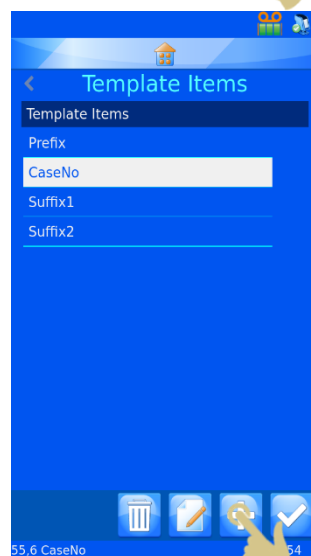 Template Items
Template Items
Prefix
CaseNo
Suffix1
Suffix2
55,6 CaseNo
54